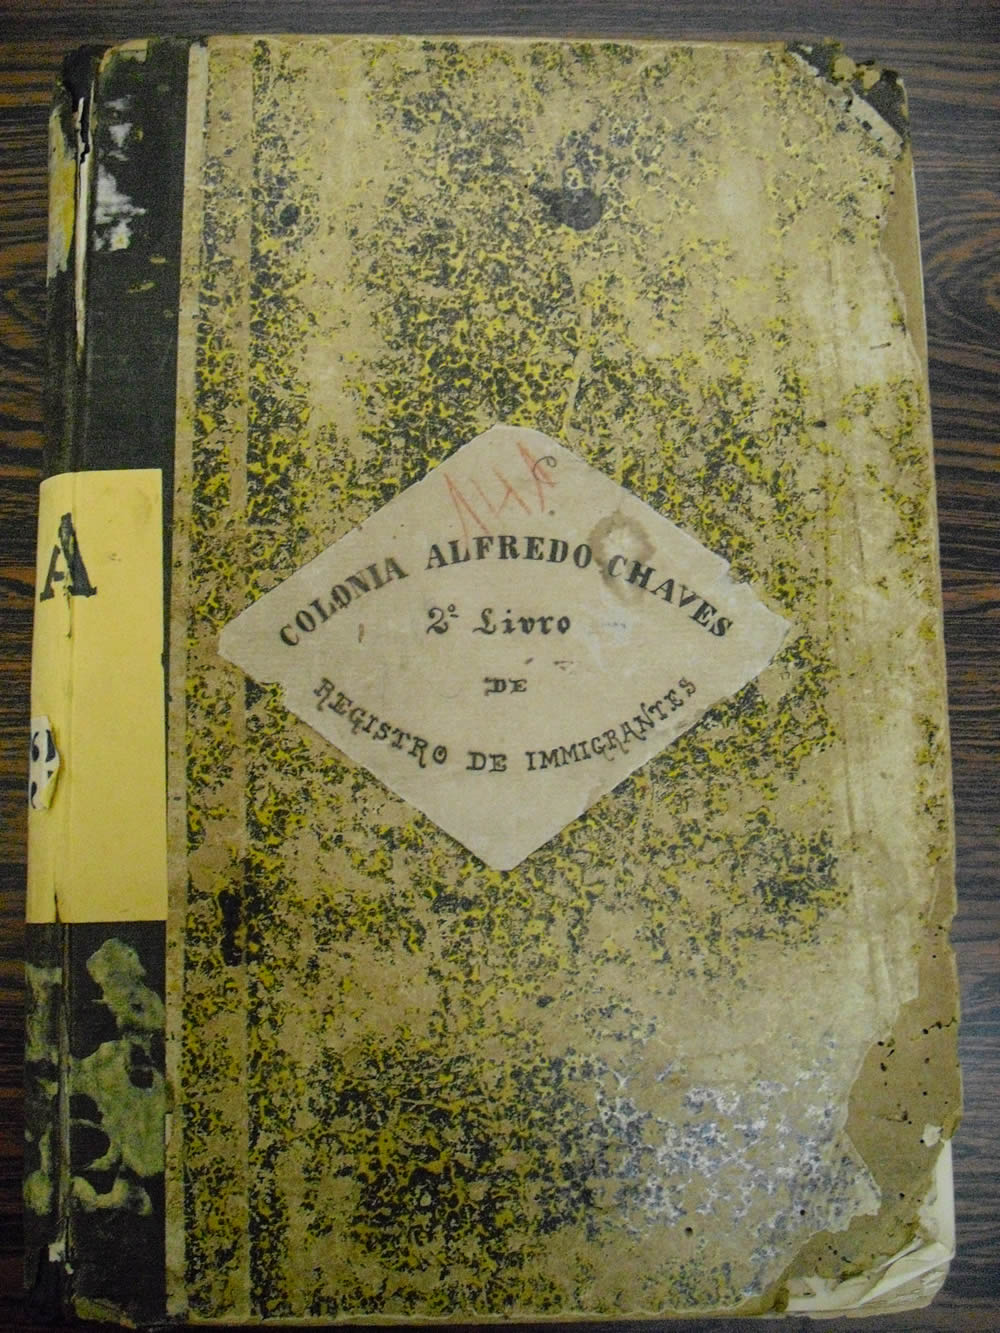 COLONIA ALFREDO CHAVES
2º Livro
DE
REGISTRO DE IMMIGRANTES
A